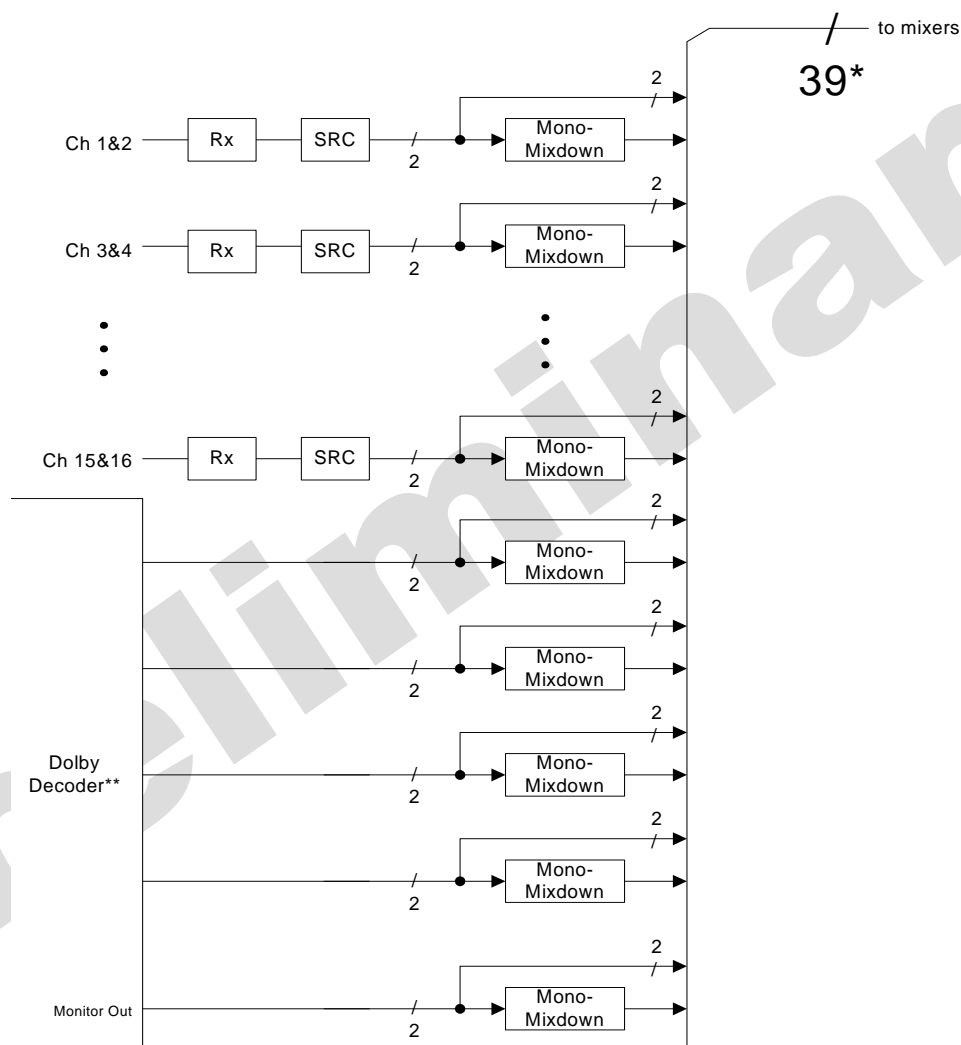 to mixers
39*
2
Ch 1&2
Rx
SRC
2
Mono-
Mixdown
2
Ch 3&4
Rx
SRC
2
Mono-
Mixdown
2
Ch 15&16
Rx
SRC
2
Mono-
Mixdown
2
2
Mono-
Mixdown
2
2
Mono-
Mixdown
2
Dolby
Decoder**
2
Mono-
Mixdown
2
2
Mono-
Mixdown
2
Monitor Out
2
Mono-
Mixdown
reliminar